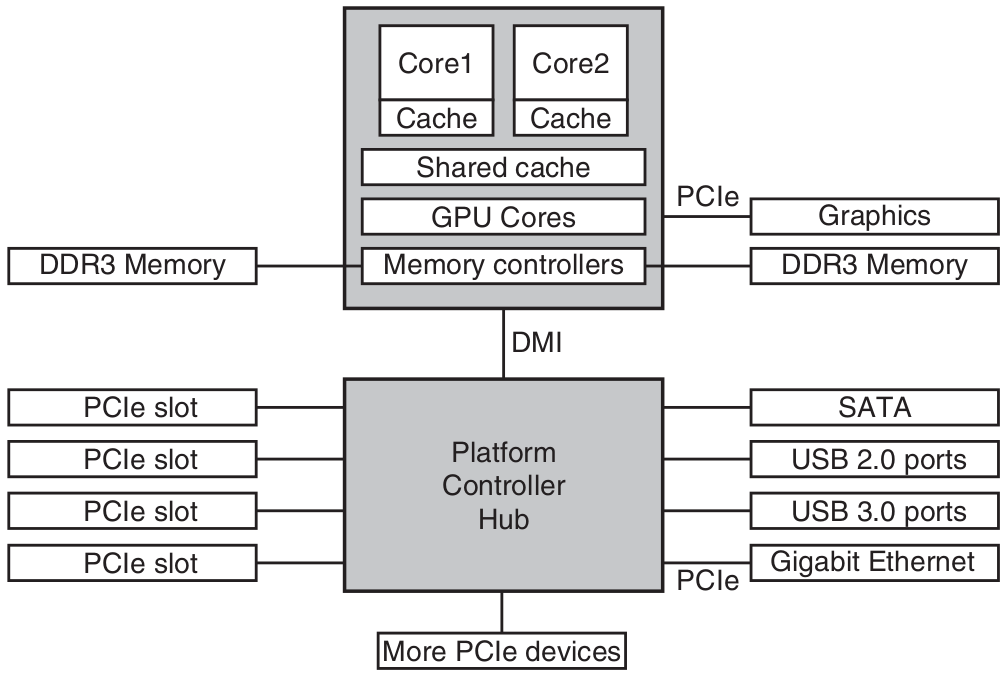 Core1
Core2
Cache
Cache
Shared cache
PCIe
GPU Cores
Graphics
DDR3 Memory
Memory controllers
DDR3 Memory
DMI
PCIe slot
SATA
PCIe slot
Platform
Controller
Hub
USB 2.0 ports
PCIe slot
USB 3.0 ports
PCIe slot
Gigabit Ethernet
PCIe
More PCIe devices